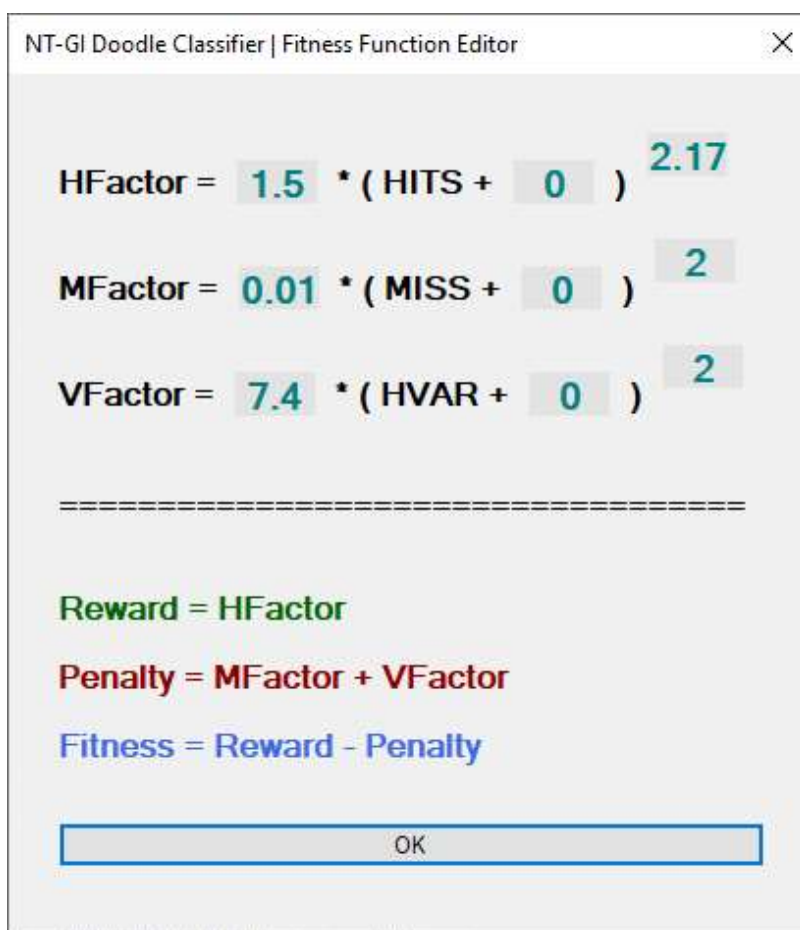 NT-GI Doodle Classifier | Fitness Function Editor
HFactor = 1.5 * ( HITS + 0 ) 2.17
MFactor = 0.01 * ( MISS + 0 ) 2
VFactor = 7.4 * ( HVAR + 0 ) 2
===================================
Reward = HFactor
Penalty = MFactor + VFactor
Fitness = Reward - Penalty
OK